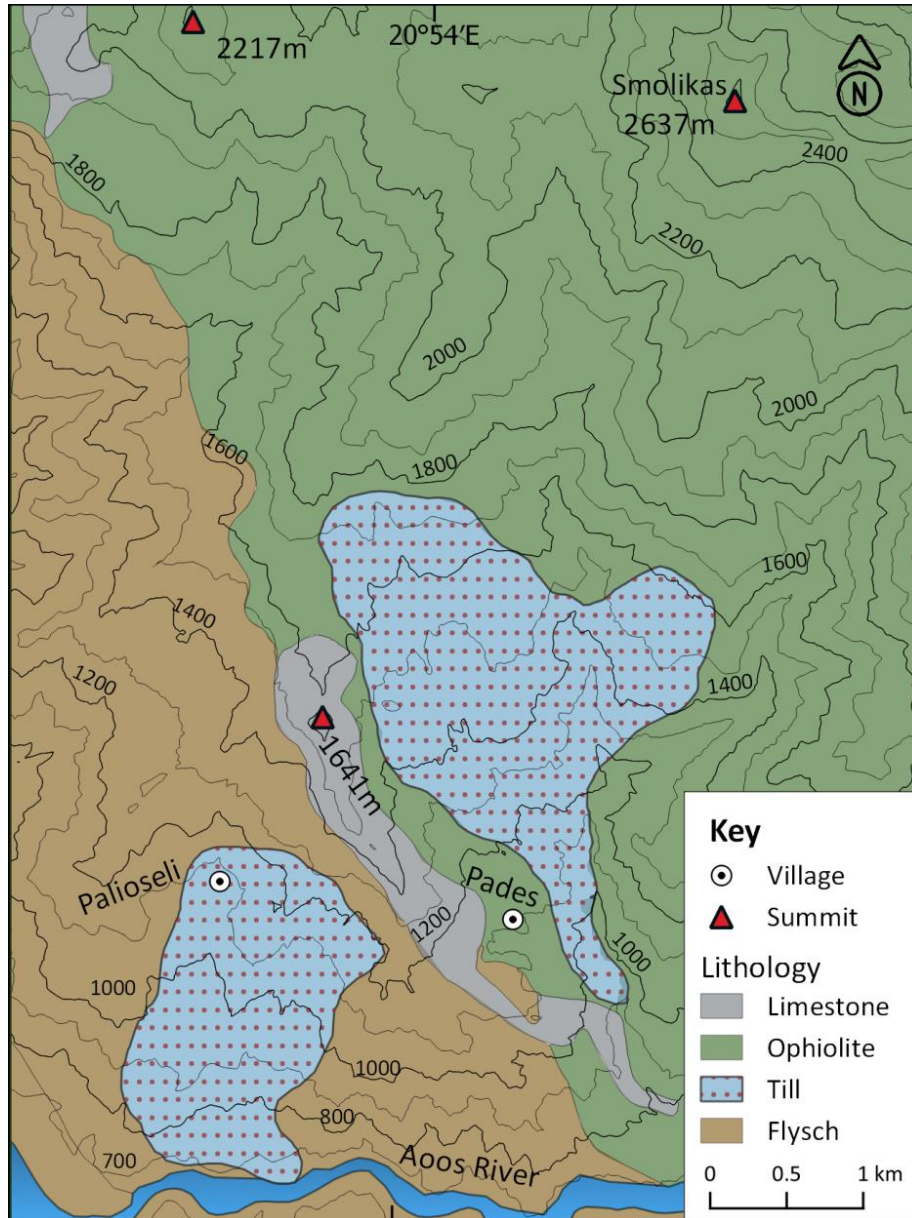 2217m
20°54′E
N
Smolikas
2637m
2400
1800
2200
2000
2000
1600
1800
1600
1400
1200
1400
1641m
Palioseli
Pades
1200
1000
1000
1000
800
700
Aoos River
Key
Village
Summit
Lithology
Limestone
Ophiolite
Till
Flysch
0 0.5 1 km